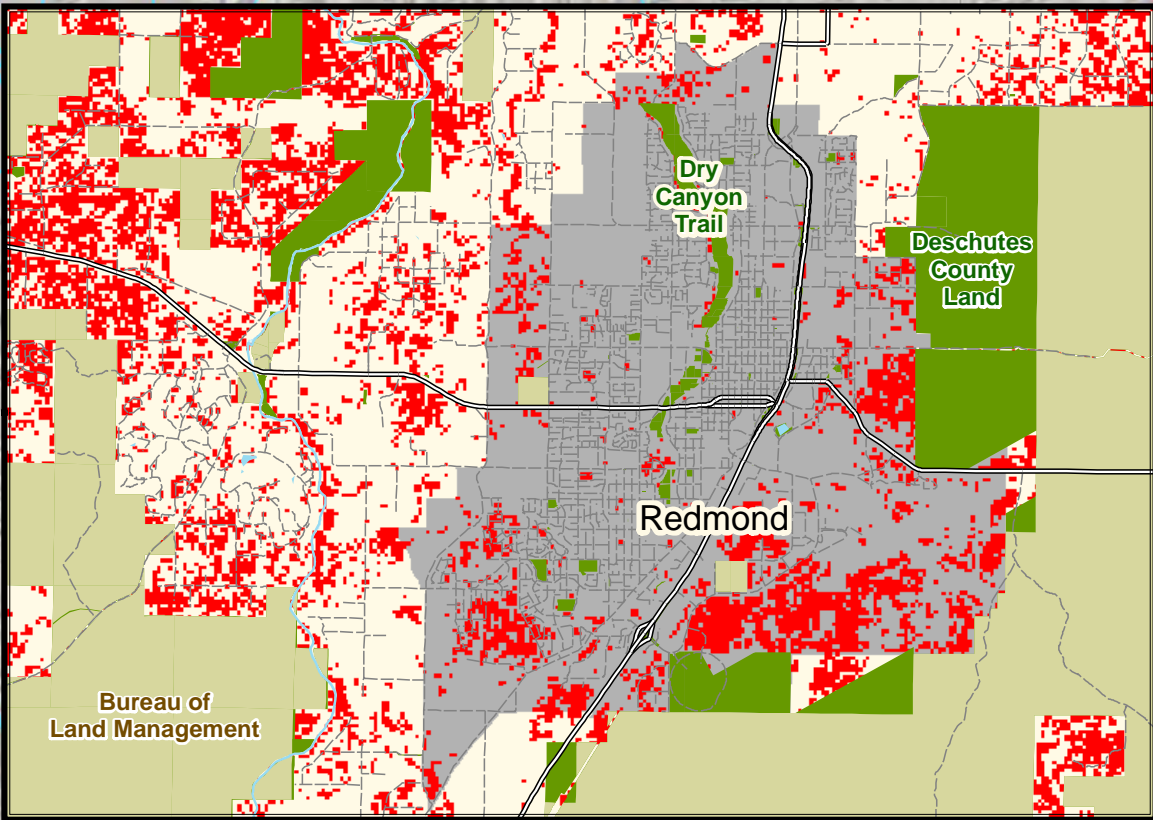 Dry
Canyon
Trail
Deschutes
County
Land
Redmond
Bureau of
Land Management